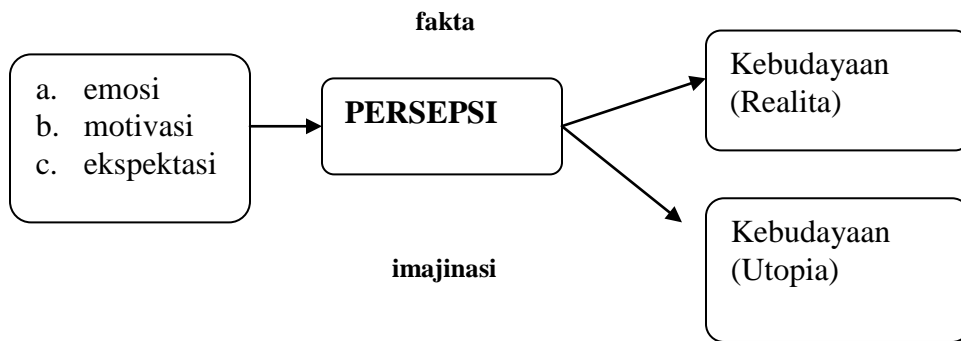 fakta
a. emosi
b. motivasi
c. ekspektasi
PERSEPSI
Kebudayaan
(Realita)
Kebudayaan
(Utopia)
imajinasi